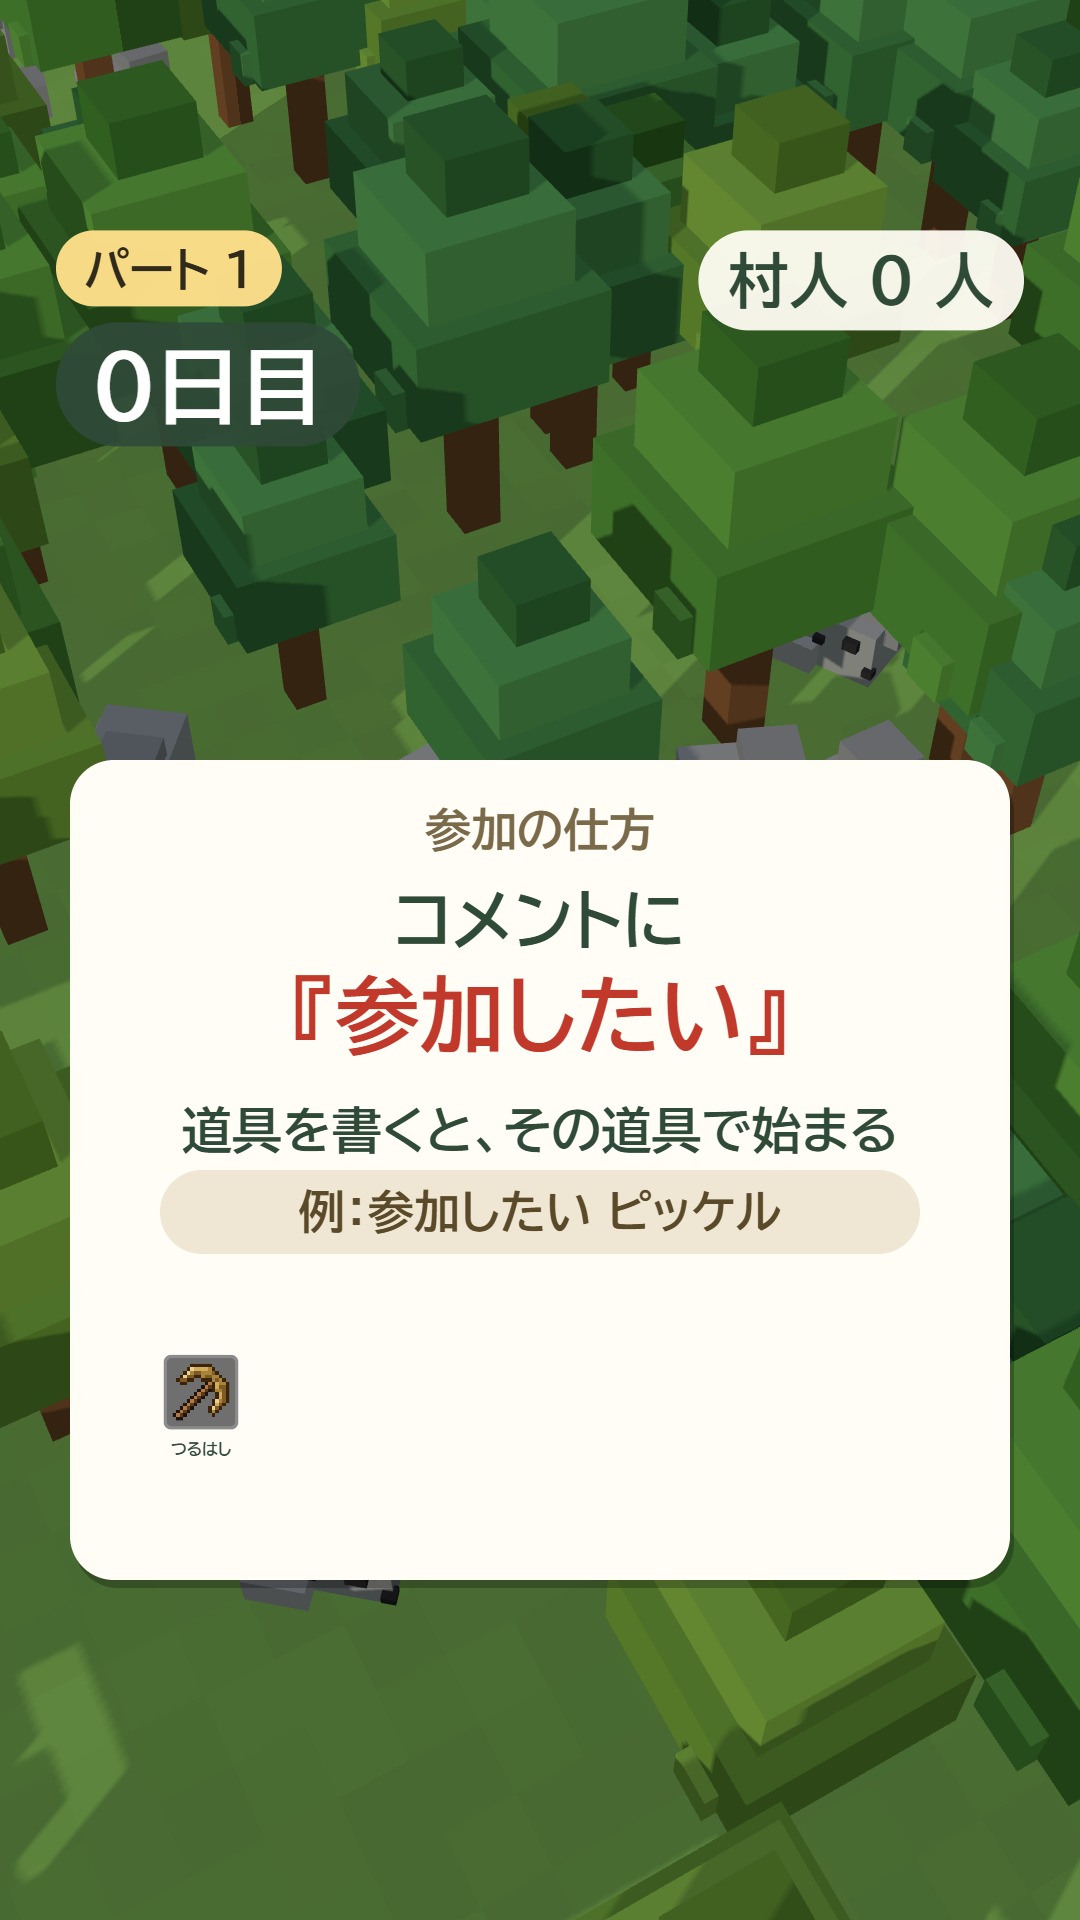 パート 1
0日目
村人 0 人
参加の仕方
コメントに
『参加したい』
道具を書くと、その道具で始まる
例：参加したい ピッケル
つるはし